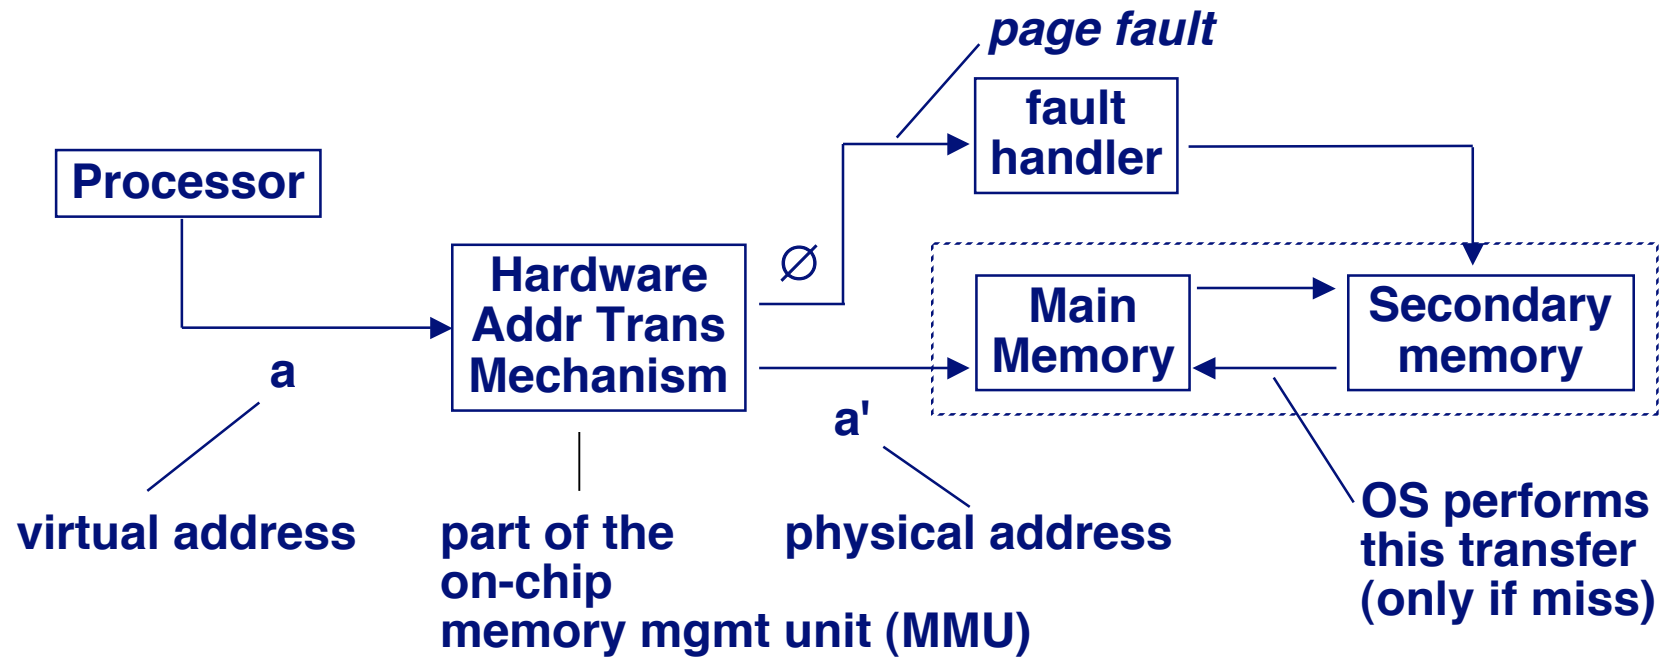 page fault
fault
handler
Processor
∅
Hardware
Addr Trans
Mechanism
Main
Memory
Secondary
memory
a
a'
virtual address
part of the
on-chip
memory mgmt unit (MMU)
physical address
OS performs
this transfer
(only if miss)